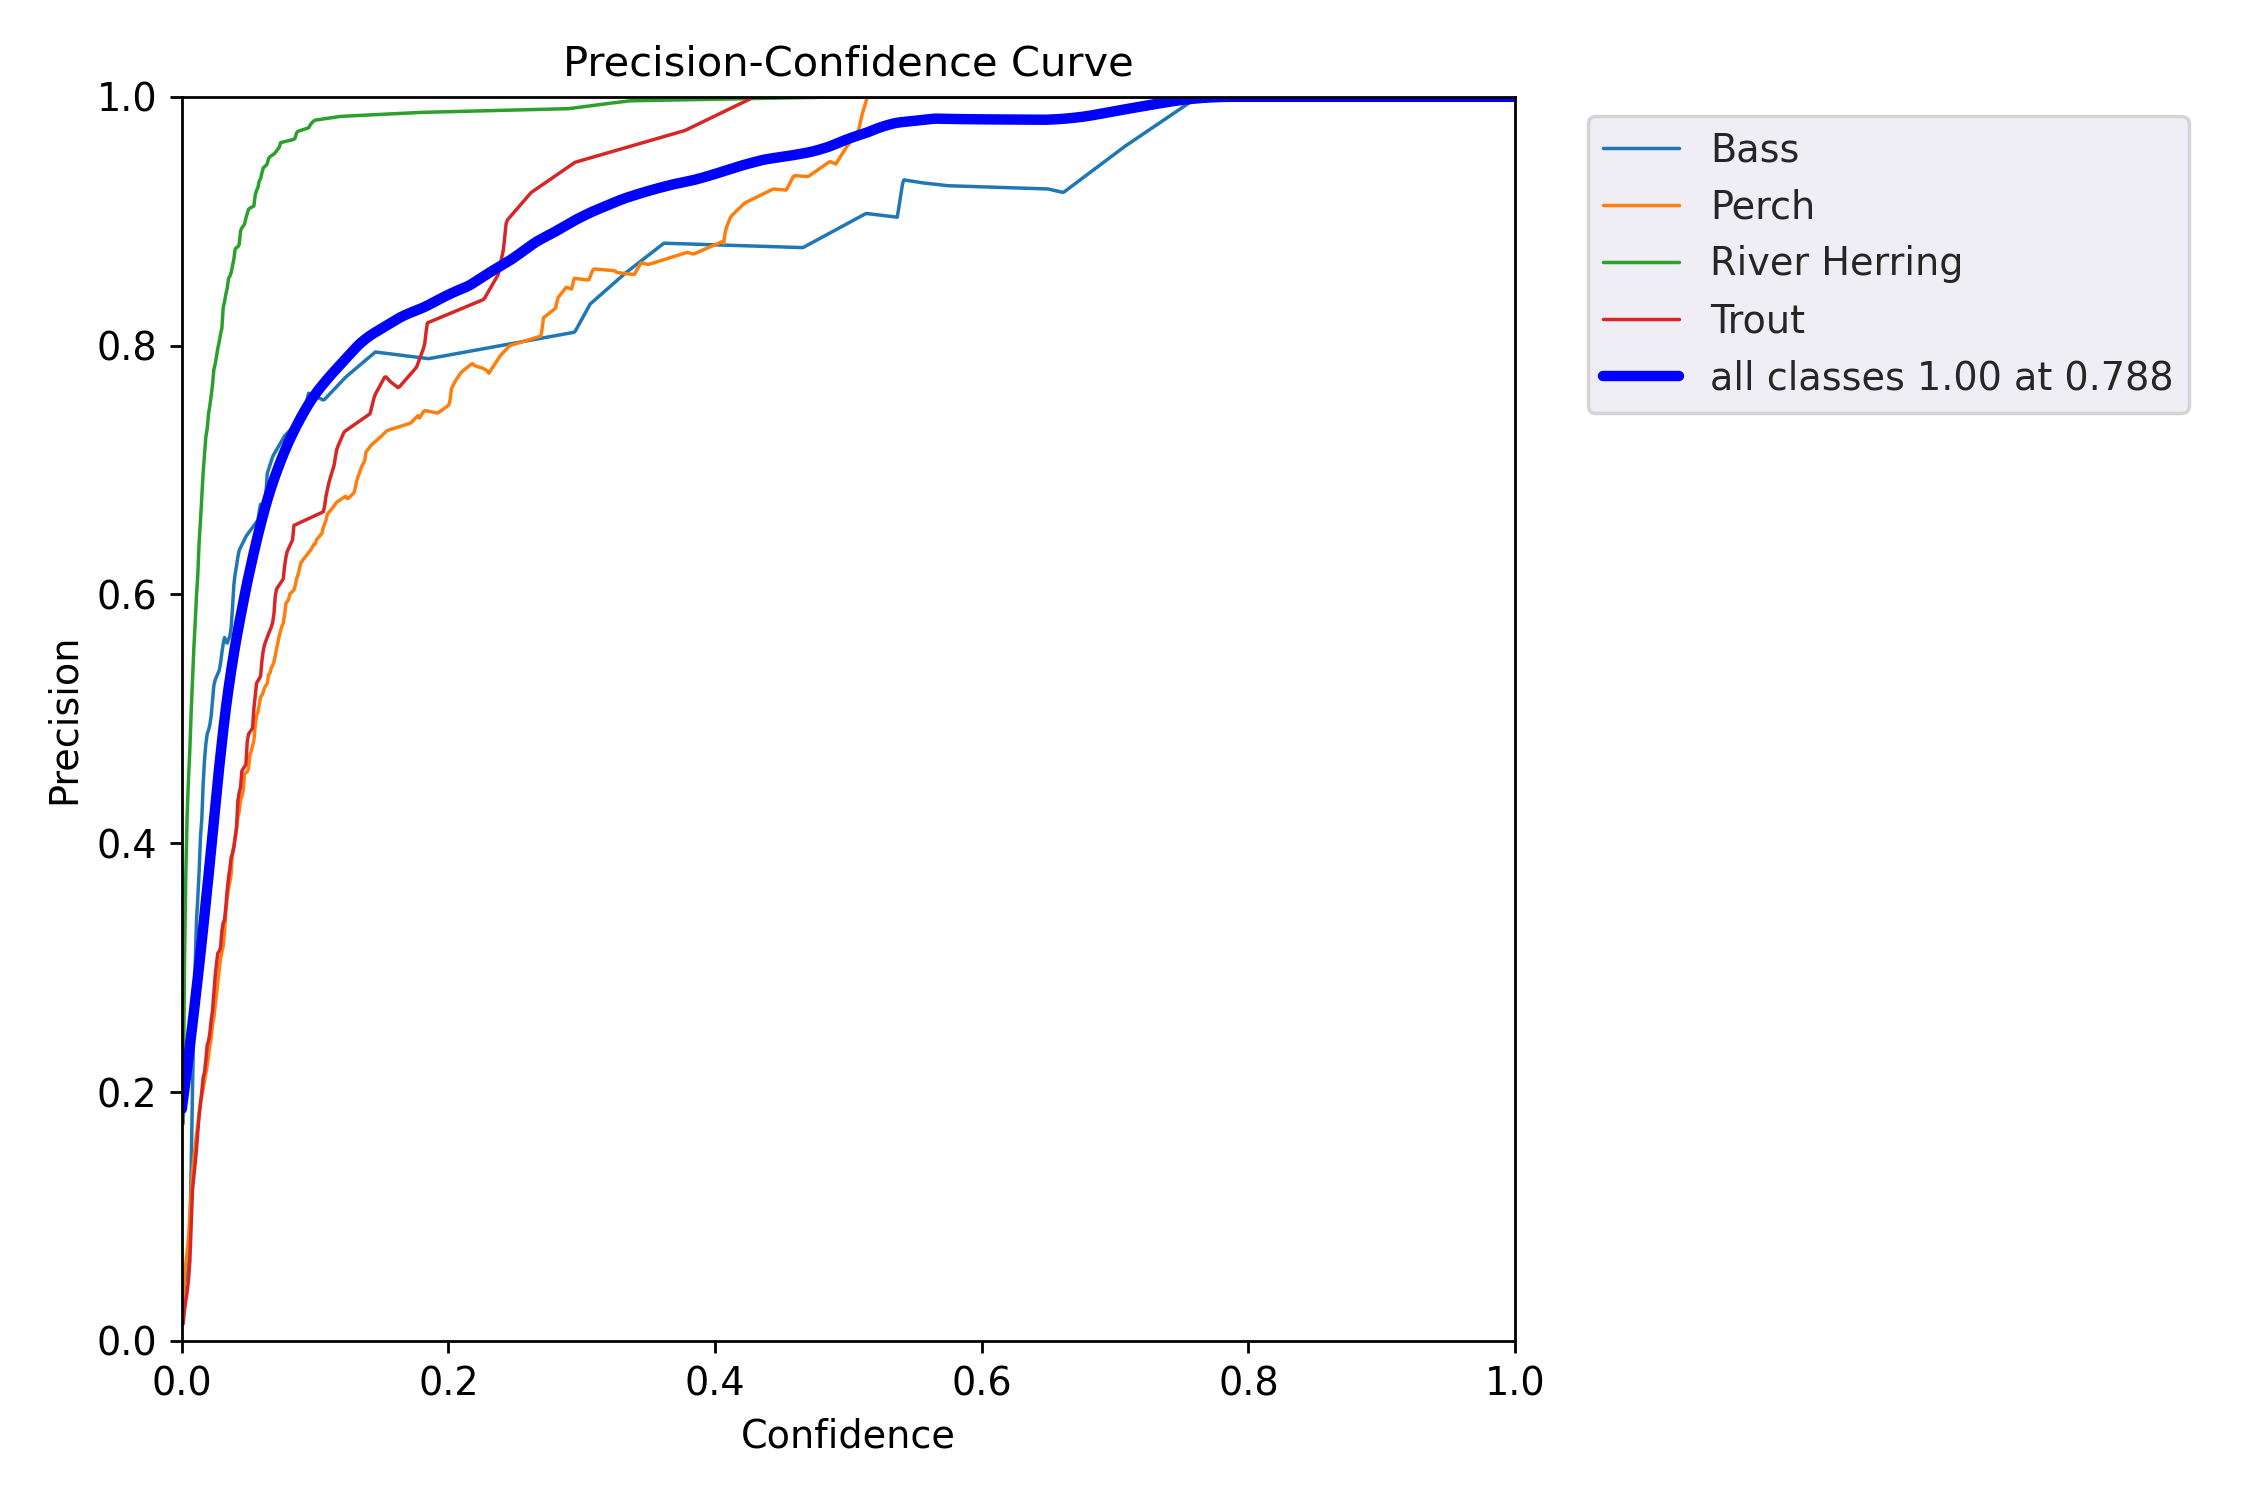 Precision-Confidence Curve
1.0
0.8
0.6
0.4
0.2
0.0
Precision
0.0 0.2 0.4 0.6 0.8 1.0
Confidence
Bass
Perch
River Herring
Trout
all classes 1.00 at 0.788